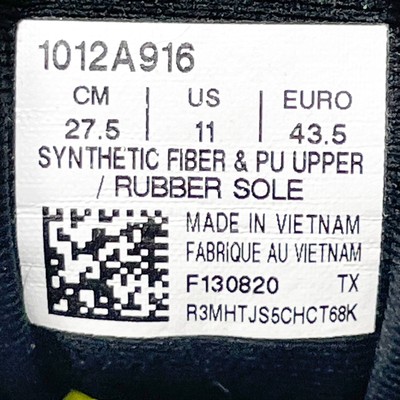 1012A916
CM | US | EURO
27.5 | 11 | 43.5
SYNTHETIC FIBER & PU UPPER
/ RUBBER SOLE
MADE IN VIETNAM
FABRIQUE AU VIETNAM
F130820 TX
R3MHTJS5CHCT68K